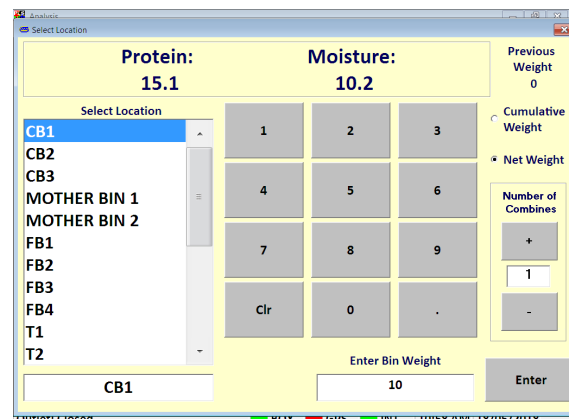 Analysis
Select Location
Protein:
15.1
Moisture:
10.2
Previous
Weight
0
Cumulative
Weight
Net Weight
Number of
Combines
+
1
-
Select Location
CB1
CB2
CB3
MOTHER BIN 1
MOTHER BIN 2
FB1
FB2
FB3
FB4
T1
T2
CB1
1 2 3
4 5 6
7 8 9
Clr 0 .
Enter Bin Weight
10
Enter